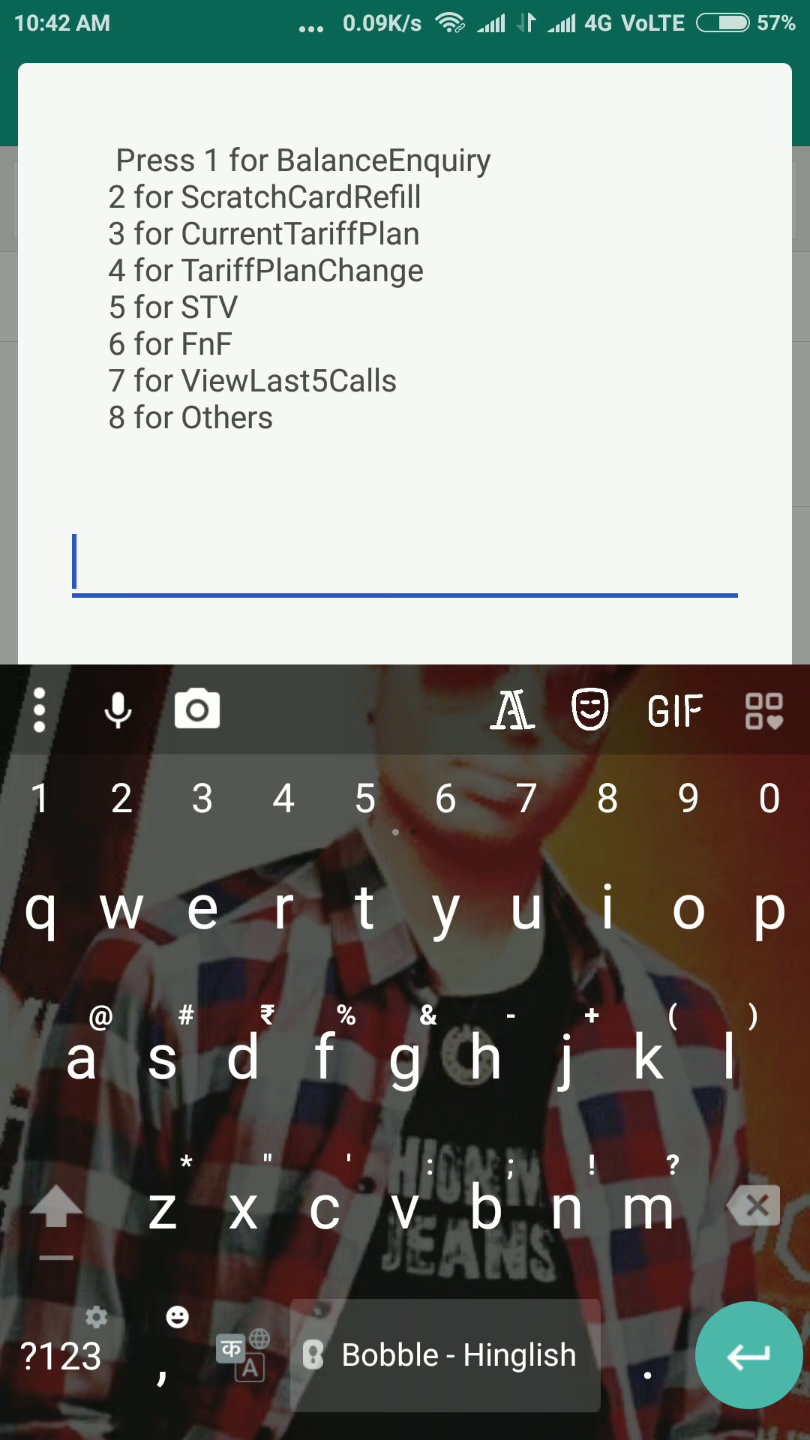 10:42 AM ... 0.09K/s 4G VoLTE 57%
Press 1 for BalanceEnquiry
2 for ScratchCardRefill
3 for CurrentTariffPlan
4 for TariffPlanChange
5 for STV
6 for FnF
7 for ViewLast5Calls
8 for Others
A GIF
1 2 3 4 5 6 7 8 9 0
q w e r t y u i o p
@ # ₹ % & - + ( )
a s d f g h j k l
* " ' : ; ! ?
z x c v b n m
JEANS
?123 , क A Bobble - Hinglish .